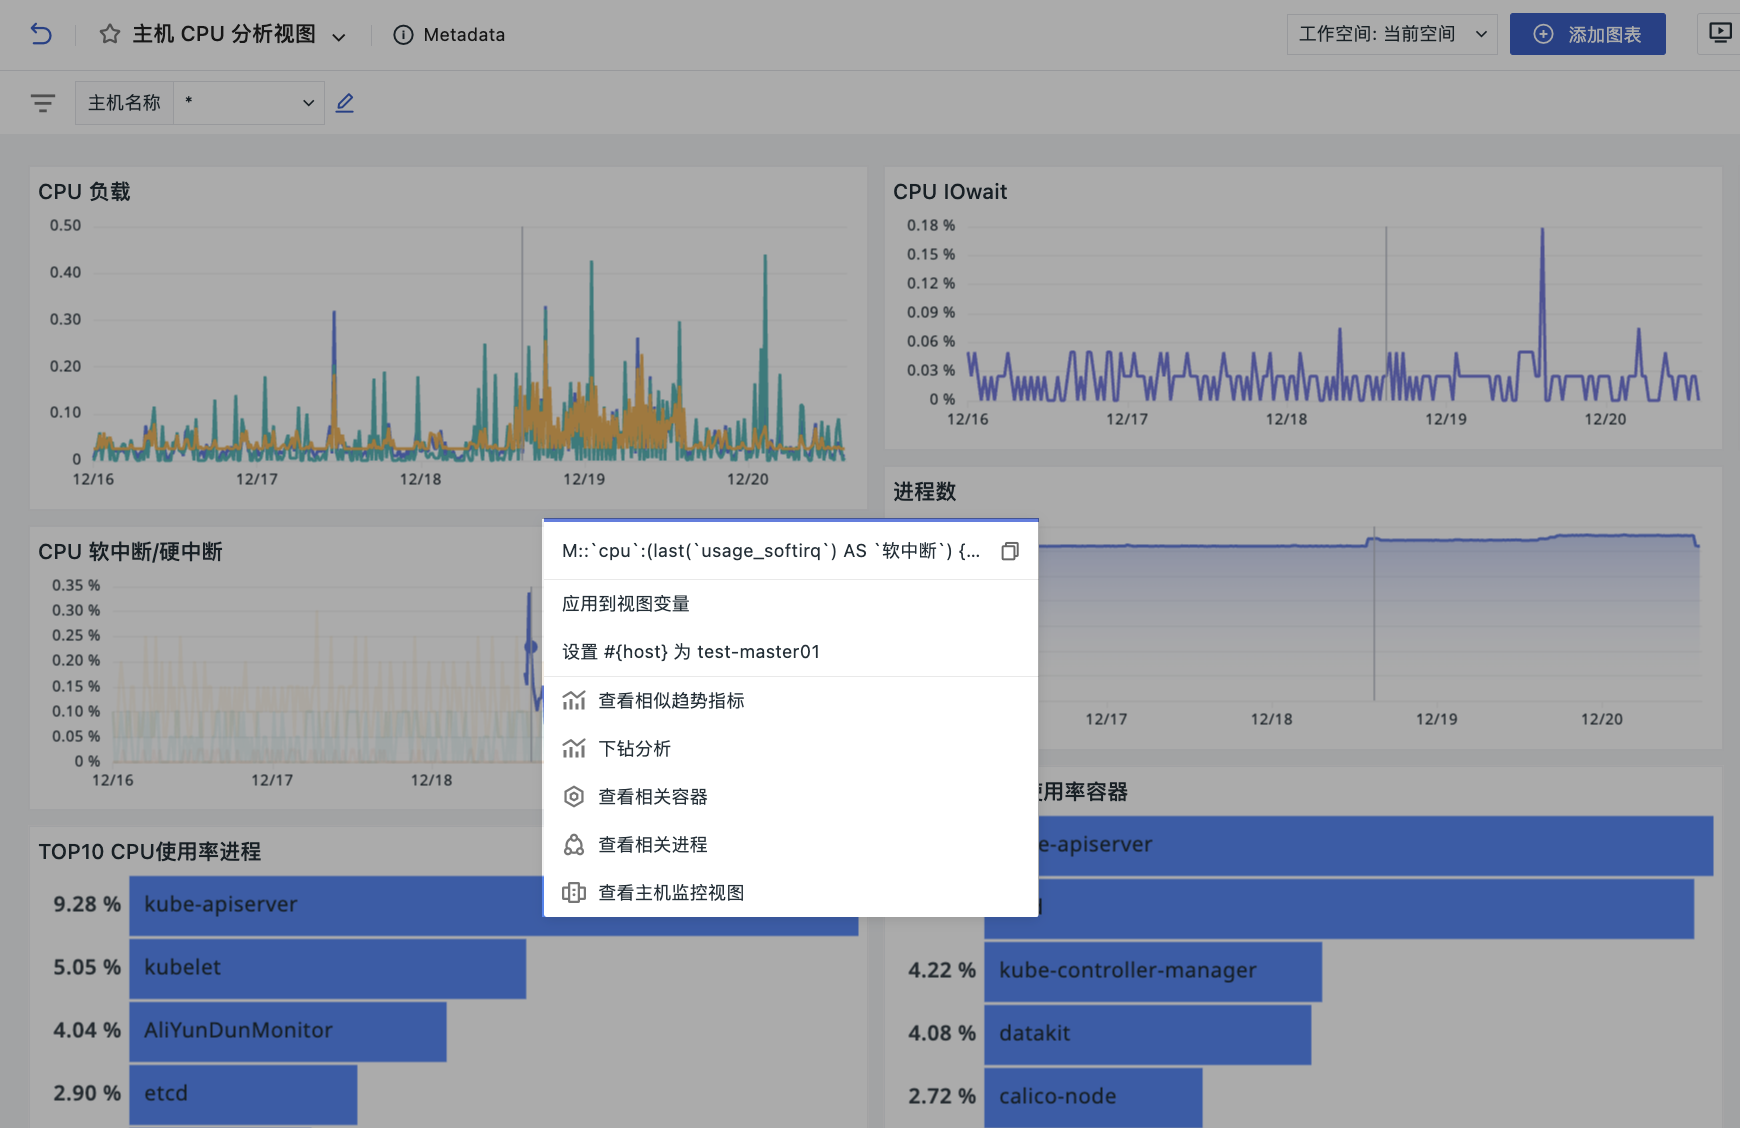 主机 CPU 分析视图
Metadata
工作空间: 当前空间
添加图表
主机名称
*
CPU 负载
0.50
0.40
0.30
0.20
0.10
0
12/16
12/17
12/18
12/19
12/20
CPU IOwait
0.18 %
0.15 %
0.12 %
0.09 %
0.06 %
0.03 %
0 %
12/16
12/17
12/18
12/19
12/20
进程数
12/17
12/18
12/19
12/20
CPU 软中断/硬中断
0.35 %
0.30 %
0.25 %
0.20 %
0.15 %
0.10 %
0.05 %
0 %
12/16
12/17
12/18
M::`cpu`:(last(`usage_softirq`) AS `软中断`) {...
应用到视图变量
设置 #{host} 为 test-master01
查看相似趋势指标
下钻分析
查看相关容器
查看相关进程
查看主机监控视图
TOP10 CPU使用率进程
9.28 % kube-apiserver
5.05 % kubelet
4.04 % AliYunDunMonitor
2.90 % etcd
用率容器
e-apiserver
4.22 % kube-controller-manager
4.08 % datakit
2.72 % calico-node